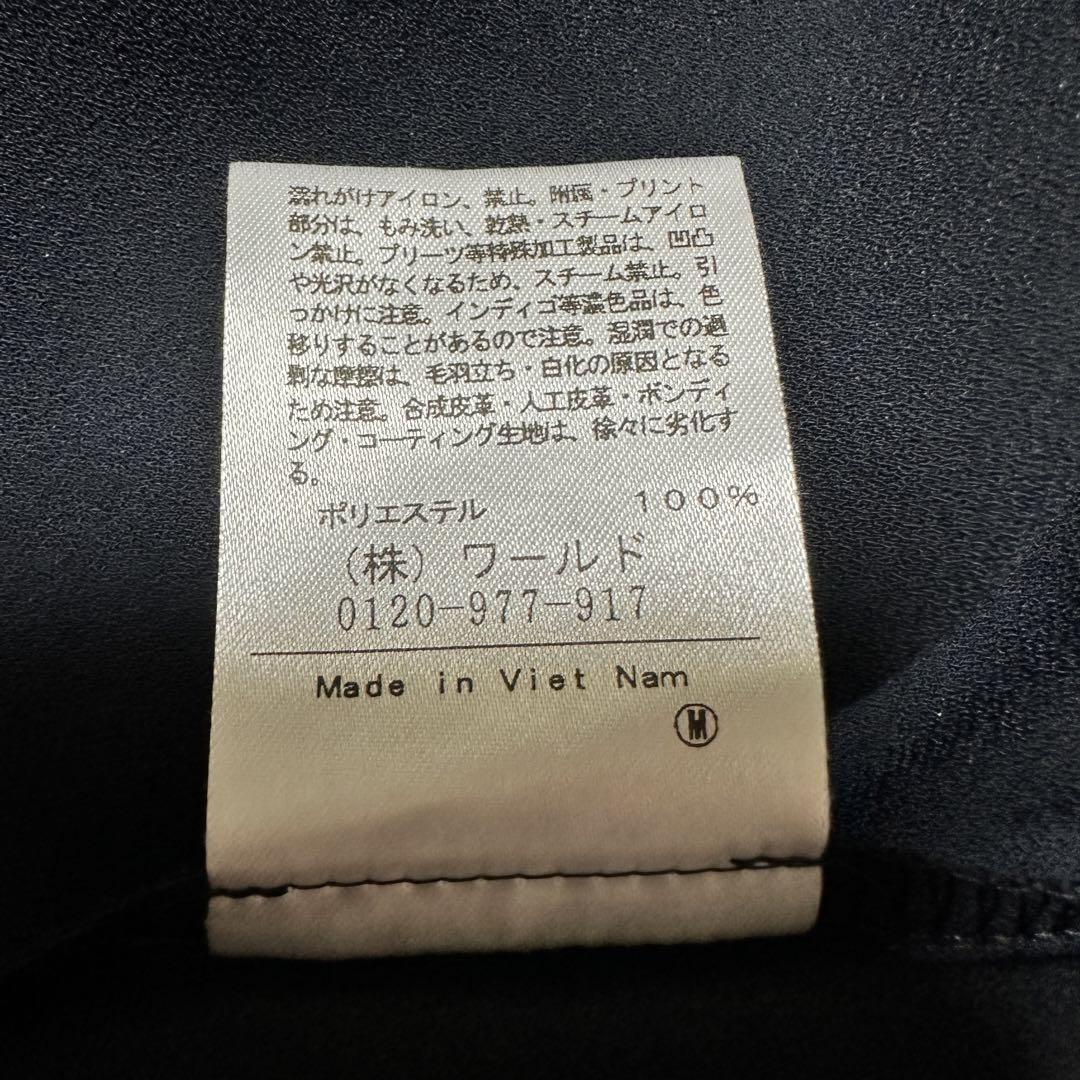 濡れがけアイロン、禁止。附属・プリント
部分は、もみ洗い、乾熱・スチームアイロ
ン禁止。プリーツ等特殊加工製品は、凹凸
や光沢がなくなるため、スチーム禁止。引
っかけに注意。インディゴ等濃色品は、色
移りすることがあるので注意。湿潤での過
剰な摩擦は、毛羽立ち・白化の原因となる
ため注意。合成皮革・人工皮革・ボンディ
ング・コーティング生地は、徐々に劣化す
る。
ポリエステル 100%
(株) ワールド
0120-977-917
Made in Viet Nam
M